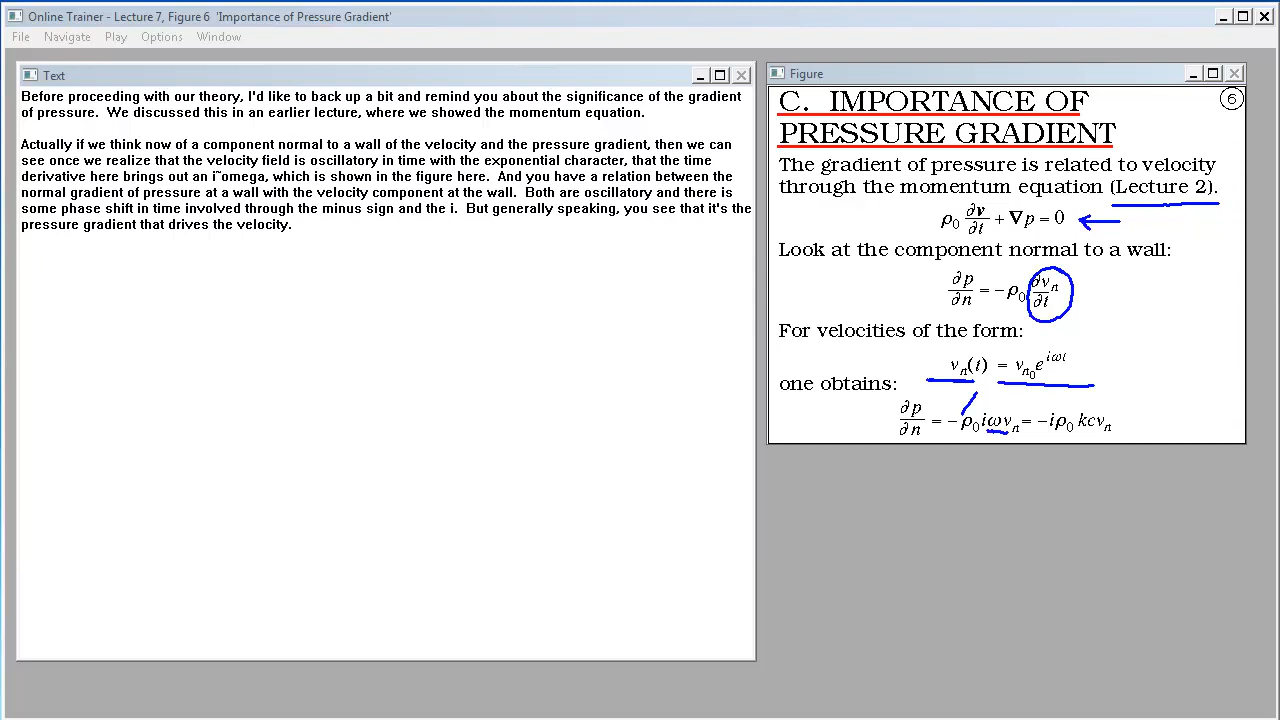 Online Trainer - Lecture 7, Figure 6  'Importance of Pressure Gradient'
File Navigate Play Options Window
Text
Before proceeding with our theory, I'd like to back up a bit and remind you about the significance of the gradient
of pressure.  We discussed this in an earlier lecture, where we showed the momentum equation.
Actually if we think now of a component normal to a wall of the velocity and the pressure gradient, then we can
see once we realize that the velocity field is oscillatory in time with the exponential character, that the time
derivative here brings out an i~omega, which is shown in the figure here.  And you have a relation between the
normal gradient of pressure at a wall with the velocity component at the wall.  Both are oscillatory and there is
some phase shift in time involved through the minus sign and the i.  But generally speaking, you see that it's the
pressure gradient that drives the velocity.
Figure
C.  IMPORTANCE OF
PRESSURE GRADIENT
6
The gradient of pressure is related to velocity
through the momentum equation (Lecture 2).
ρ₀ ∂v/∂t + ∇p = 0
Look at the component normal to a wall:
∂p/∂n = −ρ₀ ∂vₙ/∂t
For velocities of the form:
vₙ(t) = vₙ₀ e^{iωt}
one obtains:
∂p/∂n = −ρ₀ iωvₙ = −iρ₀ kcvₙ